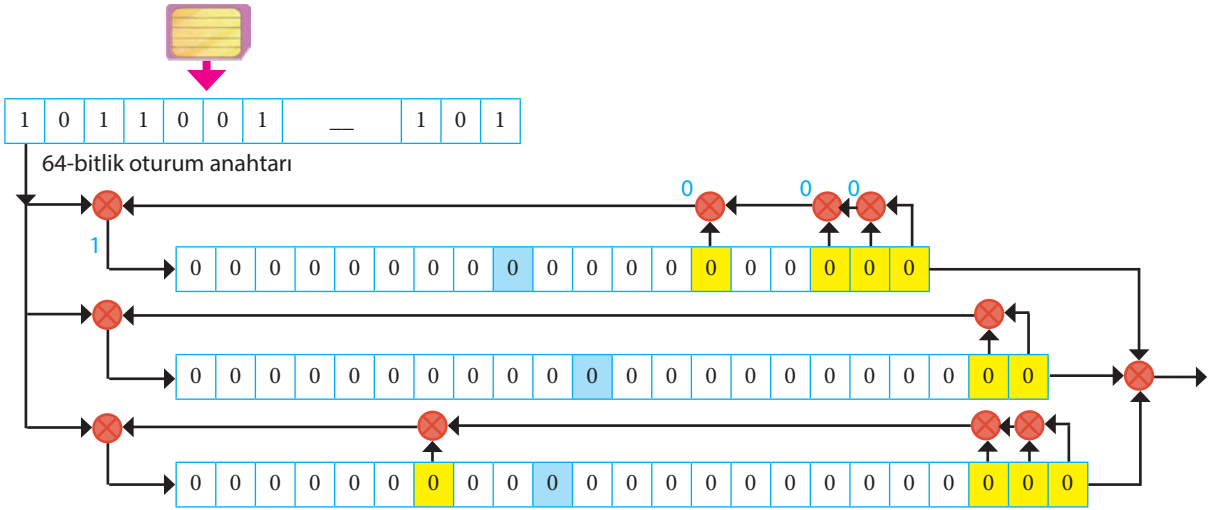 1 0 1 1 0 0 1 __ 1 0 1
64-bitlik oturum anahtarı
0 0 0
1
0 0 0 0 0 0 0 0 0 0 0 0 0 0 0 0 0 0 0
0 0 0 0 0 0 0 0 0 0 0 0 0 0 0 0 0 0 0 0 0 0
0 0 0 0 0 0 0 0 0 0 0 0 0 0 0 0 0 0 0 0 0 0 0